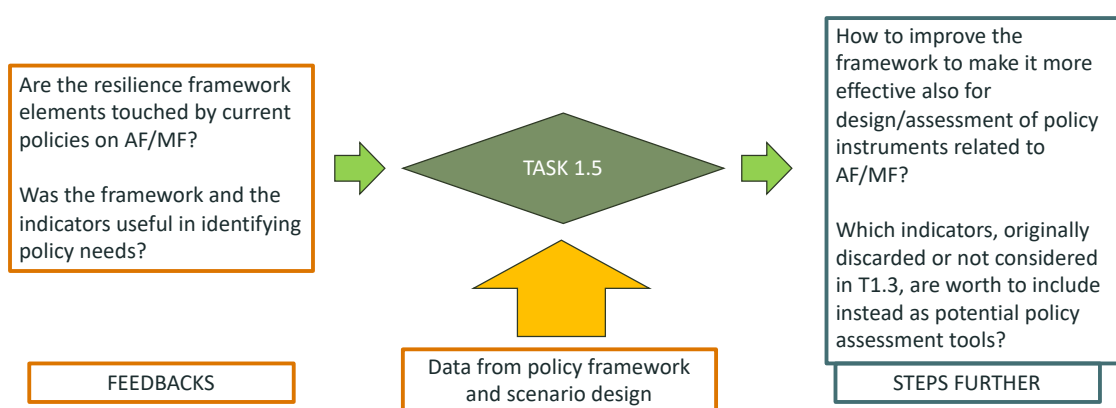 Are the resilience framework
elements touched by current
policies on AF/MF?
Was the framework and the
indicators useful in identifying
policy needs?
FEEDBACKS
TASK 1.5
Data from policy framework
and scenario design
How to improve the
framework to make it more
effective also for
design/assessment of policy
instruments related to
AF/MF?
Which indicators, originally
discarded or not considered
in T1.3, are worth to include
instead as potential policy
assessment tools?
STEPS FURTHER